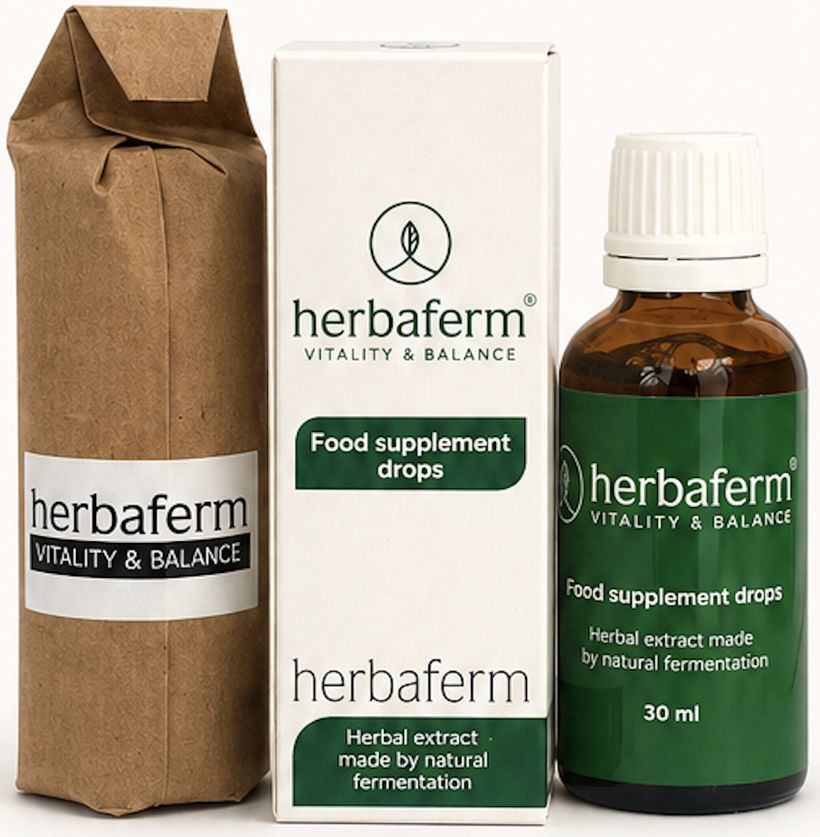 herbaferm
VITALITY & BALANCE
herbaferm®
VITALITY & BALANCE
Food supplement
drops
herbaferm
Herbal extract
made by natural
fermentation
herbaferm®
VITALITY & BALANCE
Food supplement drops
Herbal extract made
by natural fermentation
30 ml